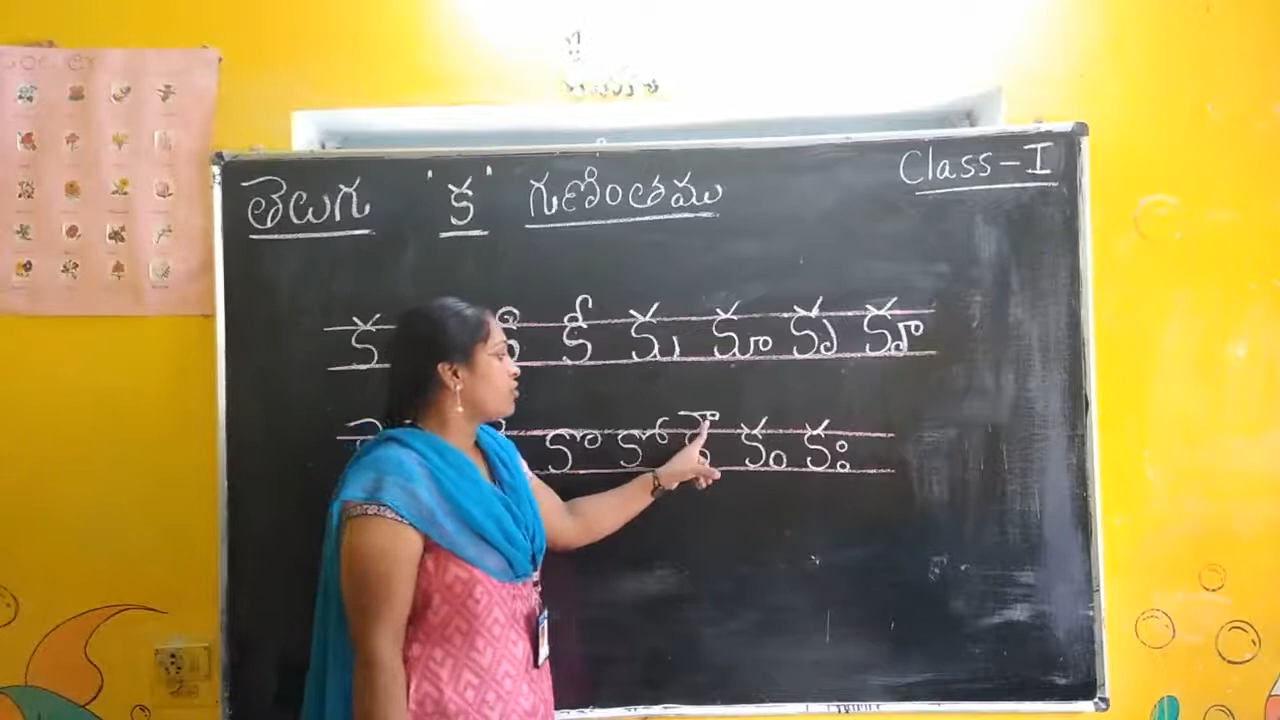 తెలుగు 'క' గుణింతము
Class-I
క కి కీ కు కూ కృ కౄ
కొ కో కౌ కం కః